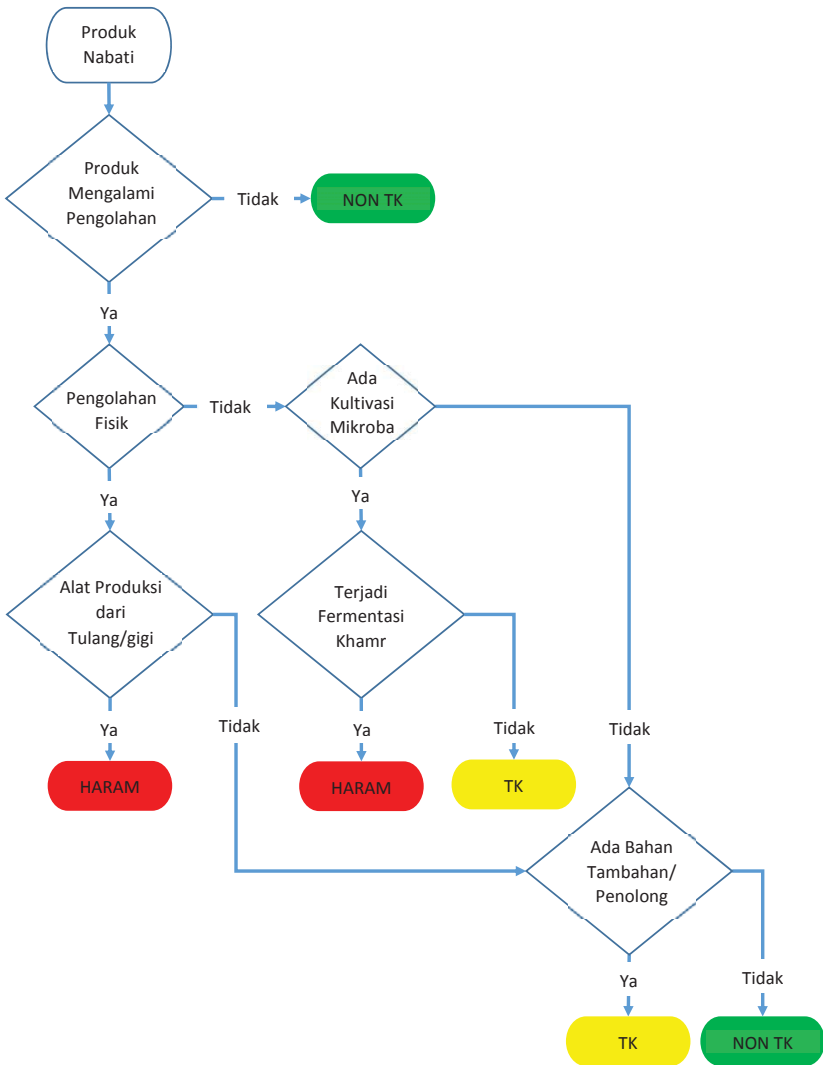 Produk
Nabati
Produk
Mengalami
Pengolahan
Tidak
NON TK
Ya
Pengolahan
Fisik
Tidak
Ada
Kultivasi
Mikroba
Ya
Ya
Alat Produksi
dari
Tulang/gigi
Terjadi
Fermentasi
Khamr
Ya
Tidak
Ya
Tidak
Tidak
HARAM
HARAM
TK
Ada Bahan
Tambahan/
Penolong
Ya
Tidak
TK
NON TK